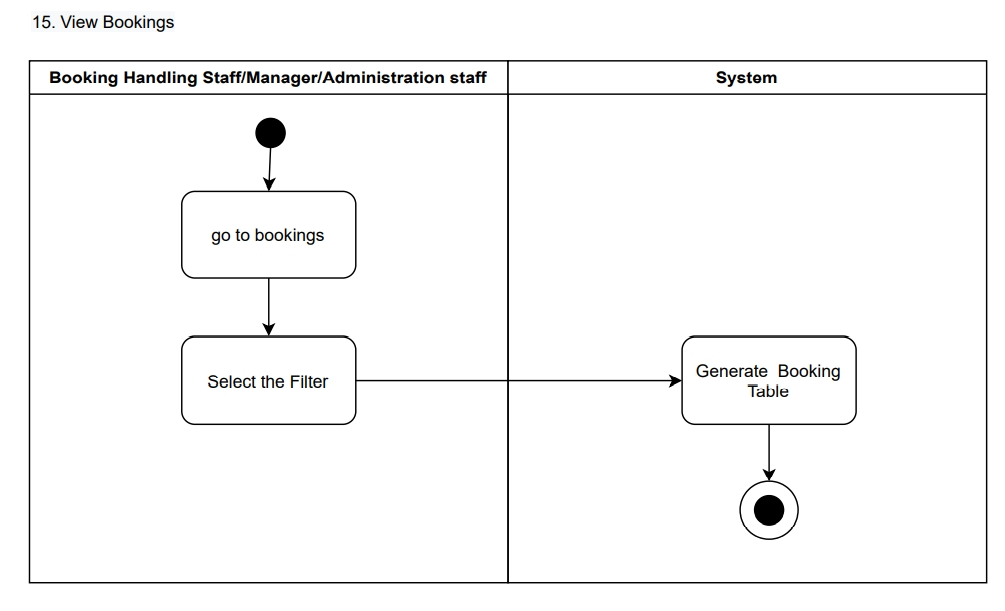 15. View Bookings
Booking Handling Staff/Manager/Administration staff
System
go to bookings
Select the Filter
Generate Booking
Table